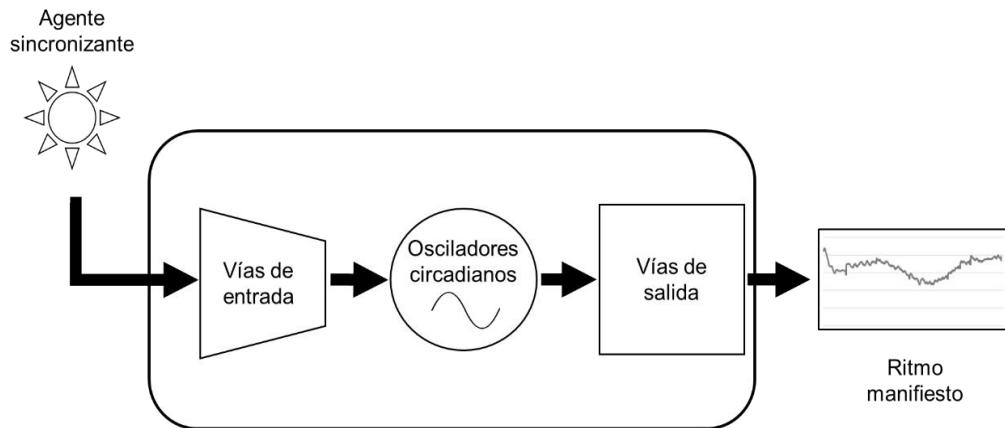 Agente
sincronizante
Vías de
entrada
Osciladores
circadianos
Vías de
salida
Ritmo
manifiesto